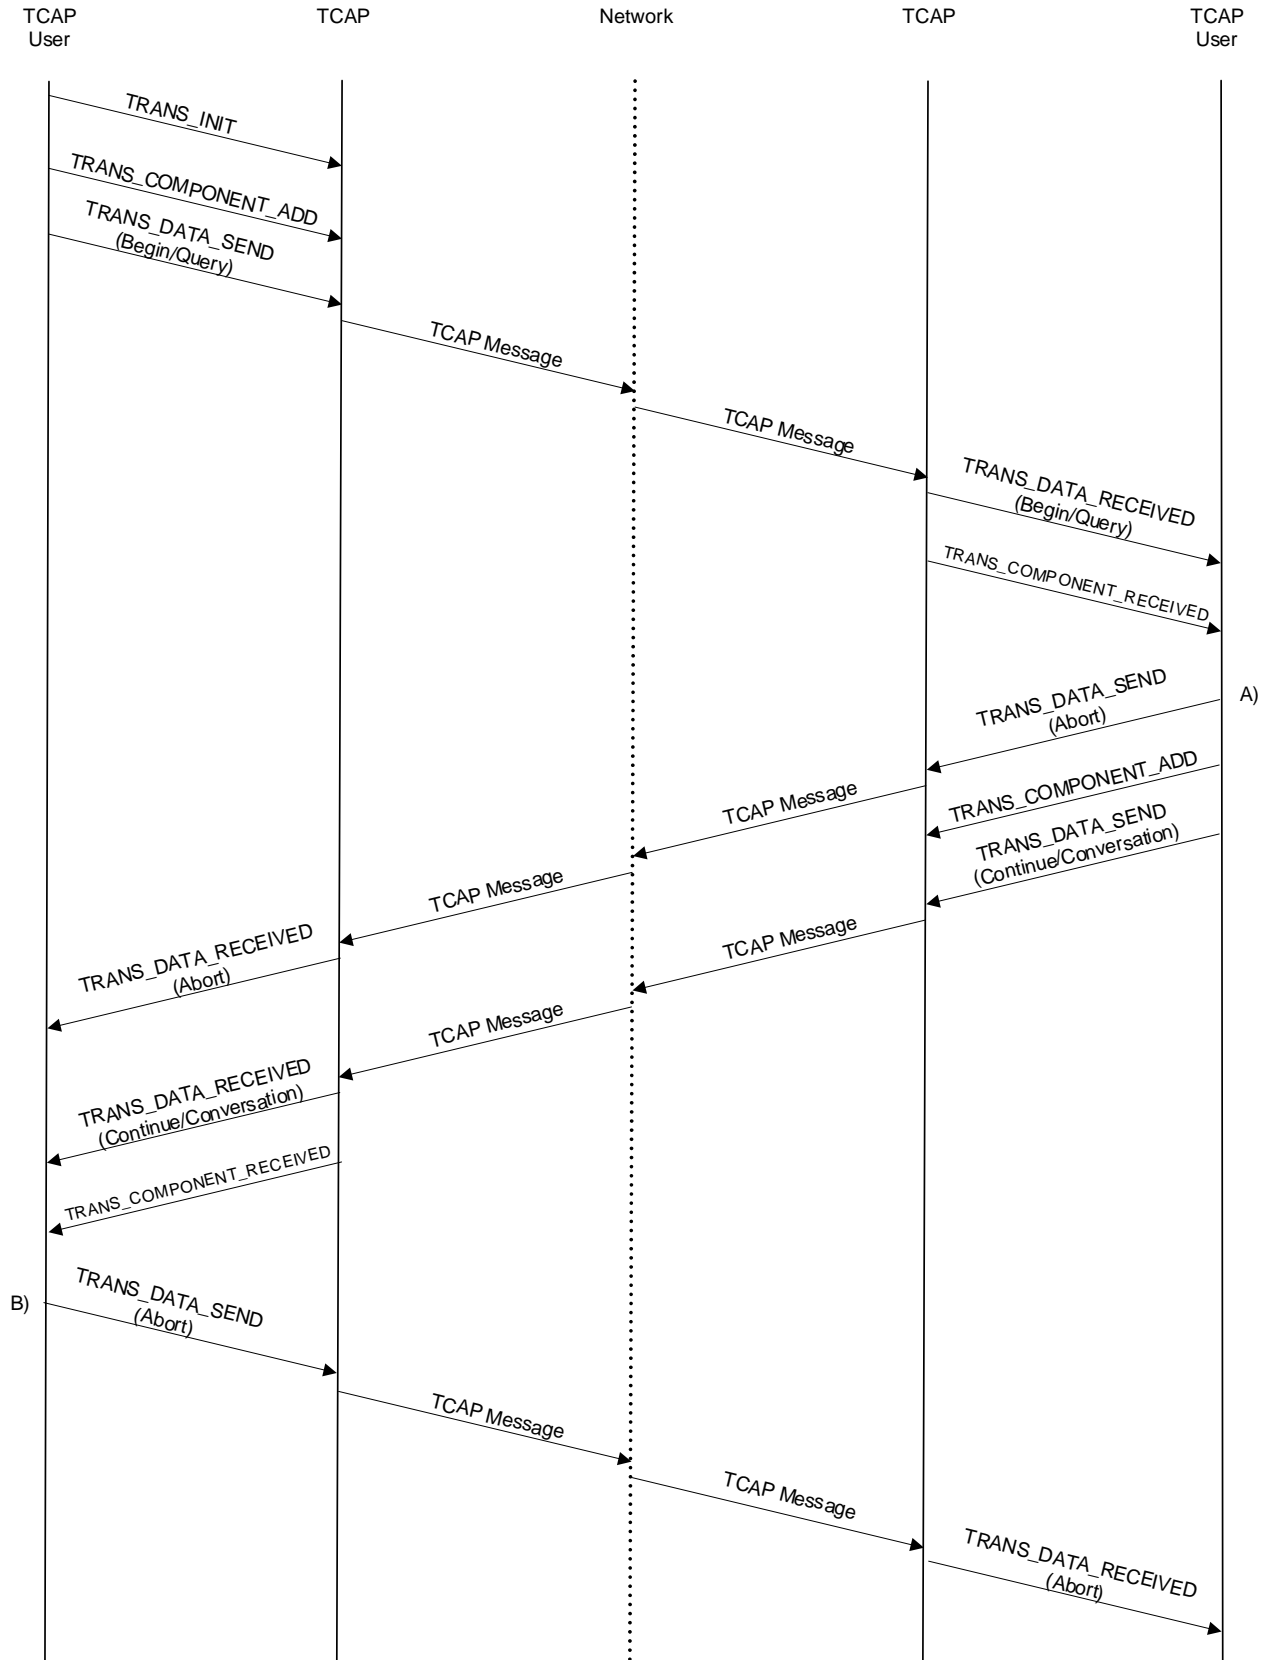 TCAP
User
TCAP
Network
TCAP
TCAP
User
TRANS_INIT
TRANS_COMPONENT_ADD
TRANS_DATA_SEND
(Begin/Query)
TCAP Message
TCAP Message
TRANS_DATA_RECEIVED
(Begin/Query)
TRANS_COMPONENT_RECEIVED
TRANS_DATA_SEND
(Abort)
A)
TRANS_COMPONENT_ADD
TCAP Message
TRANS_DATA_SEND
(Continue/Conversation)
TCAP Message
TCAP Message
TRANS_DATA_RECEIVED
(Abort)
TCAP Message
TRANS_DATA_RECEIVED
(Continue/Conversation)
TRANS_COMPONENT_RECEIVED
B)
TRANS_DATA_SEND
(Abort)
TCAP Message
TCAP Message
TRANS_DATA_RECEIVED
(Abort)